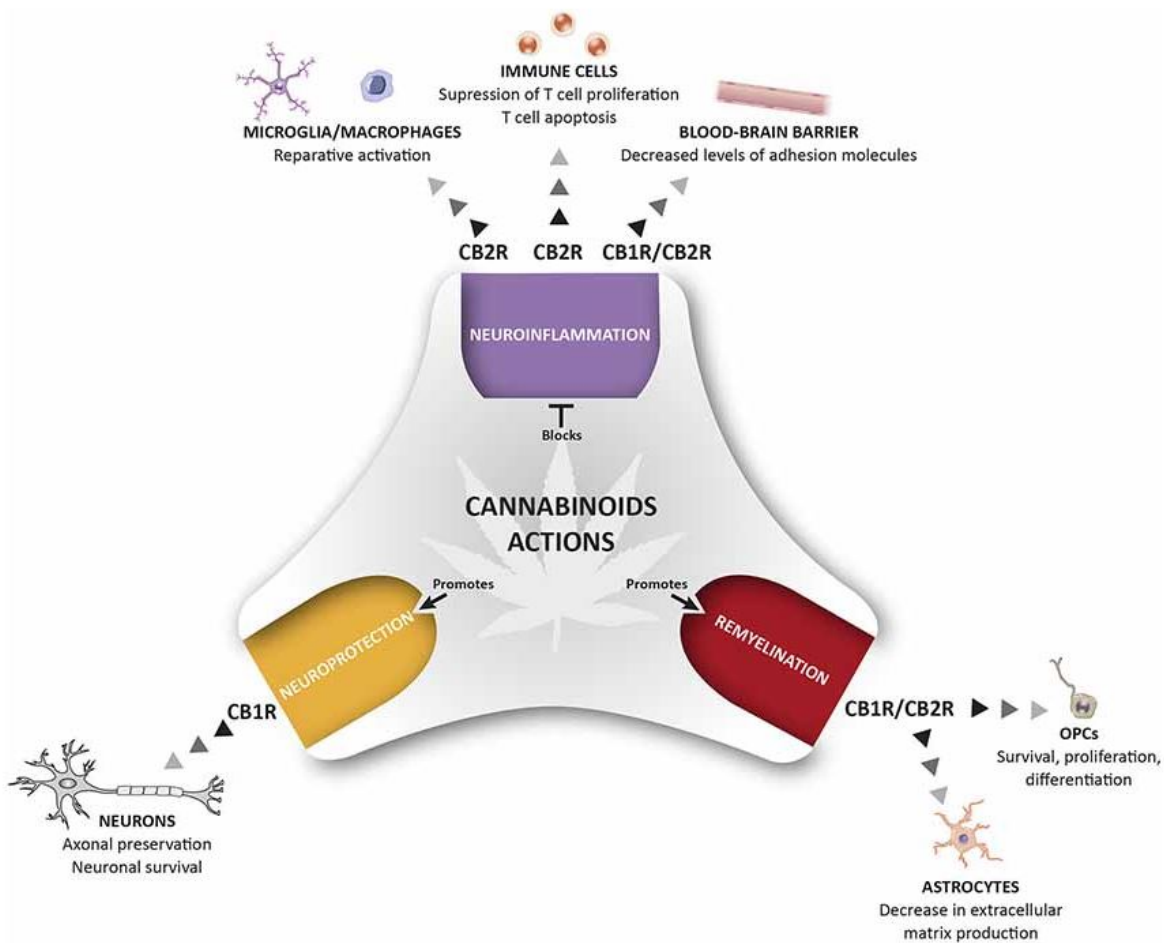 IMMUNE CELLS
Supression of T cell proliferation
T cell apoptosis
MICROGLIA/MACROPHAGES
Reparative activation
BLOOD-BRAIN BARRIER
Decreased levels of adhesion molecules
CB2R
CB2R
CB1R/CB2R
NEUROINFLAMMATION
Blocks
CANNABINOIDS
ACTIONS
Promotes
Promotes
NEUROPROTECTION
REMYELINATION
CB1R
NEURONS
Axonal preservation
Neuronal survival
CB1R/CB2R
OPCs
Survival, proliferation,
differentiation
ASTROCYTES
Decrease in extracellular
matrix production